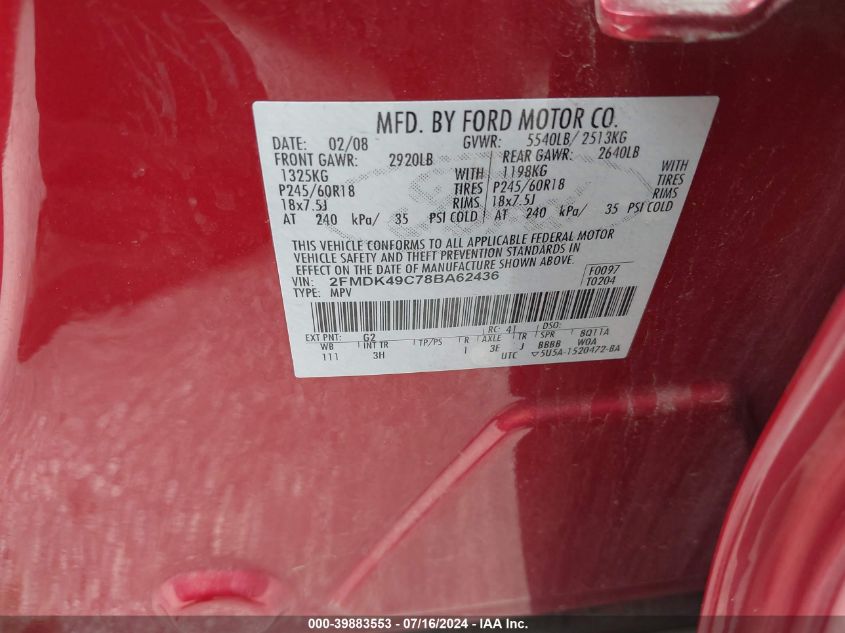 MFD. BY FORD MOTOR CO.
DATE: 02/08 GVWR: 5540LB/ 2513KG
FRONT GAWR: 2920LB REAR GAWR: 2640LB
1325KG WITH 1198KG WITH
P245/60R18 TIRES P245/60R18 TIRES
18x7.5J RIMS 18x7.5J RIMS
AT 240 kPa/ 35 PSI COLD AT 240 kPa/ 35 PSI COLD
THIS VEHICLE CONFORMS TO ALL APPLICABLE FEDERAL MOTOR
VEHICLE SAFETY AND THEFT PREVENTION STANDARDS IN
EFFECT ON THE DATE OF MANUFACTURE SHOWN ABOVE.
VIN: 2FMDK49C78BA62436 F0097
TYPE: MPV T0204
EXT PNT: G2 RC: 41 DSO:
WB INT TR TP/PS R AXLE TR SPR 8Q11A
111 3H I 3E J BBBB W0A
UTC ▽5U5A-1520472-BA
000-39883553 - 07/16/2024 - IAA Inc.